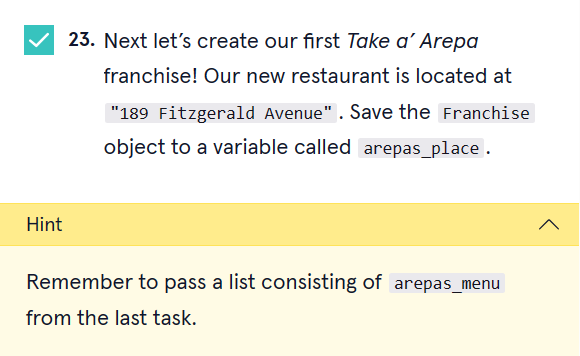 23. Next let’s create our first Take a’ Arepa
franchise! Our new restaurant is located at
"189 Fitzgerald Avenue". Save the Franchise
object to a variable called arepas_place.
Hint
Remember to pass a list consisting of arepas_menu
from the last task.